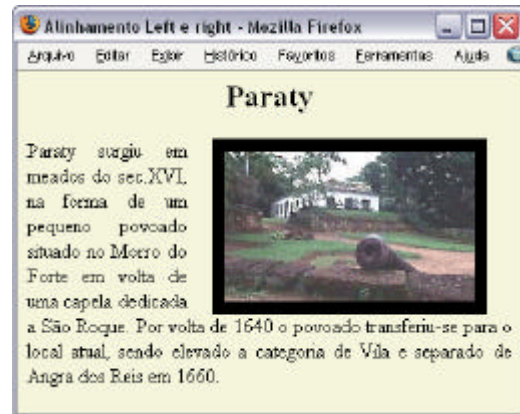 Alinhamento Left e right - Mozilla Firefox
Arquivo Editar Exibir Histórico Favoritos Ferramentas Ajuda
Paraty
Paraty surgiu em
meados do sec.XVI,
na forma de um
pequeno povoado
situado no Morro do
Forte em volta de
uma capela dedicada
a São Roque. Por volta de 1640 o povoado transferiu-se para o
local atual, sendo elevado a categoria de Vila e separado de
Angra dos Reis em 1660.